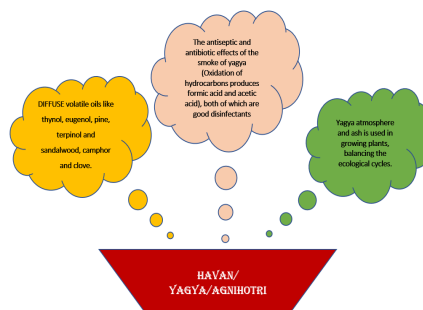 DIFFUSE volatile oils like
thynol, eugenol, pine,
terpinol and
sandalwood, camphor
and clove.
The antiseptic and
antibiotic effects of the
smoke of yagya
(Oxidation of
hydrocarbons produces
formic acid and acetic
acid), both of which are
good disinfectants
Yagya atmosphere
and ash is used in
growing plants,
balancing the
ecological cycles.
HAVAN/
YAGYA/AGNIHOTRI